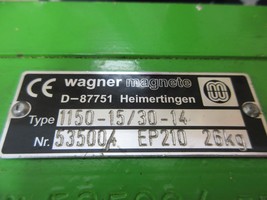 CE wagner magnete
D-87751 Heimertingen
Type 1150-15/30-14
Nr. 53500/ EP210 26kg